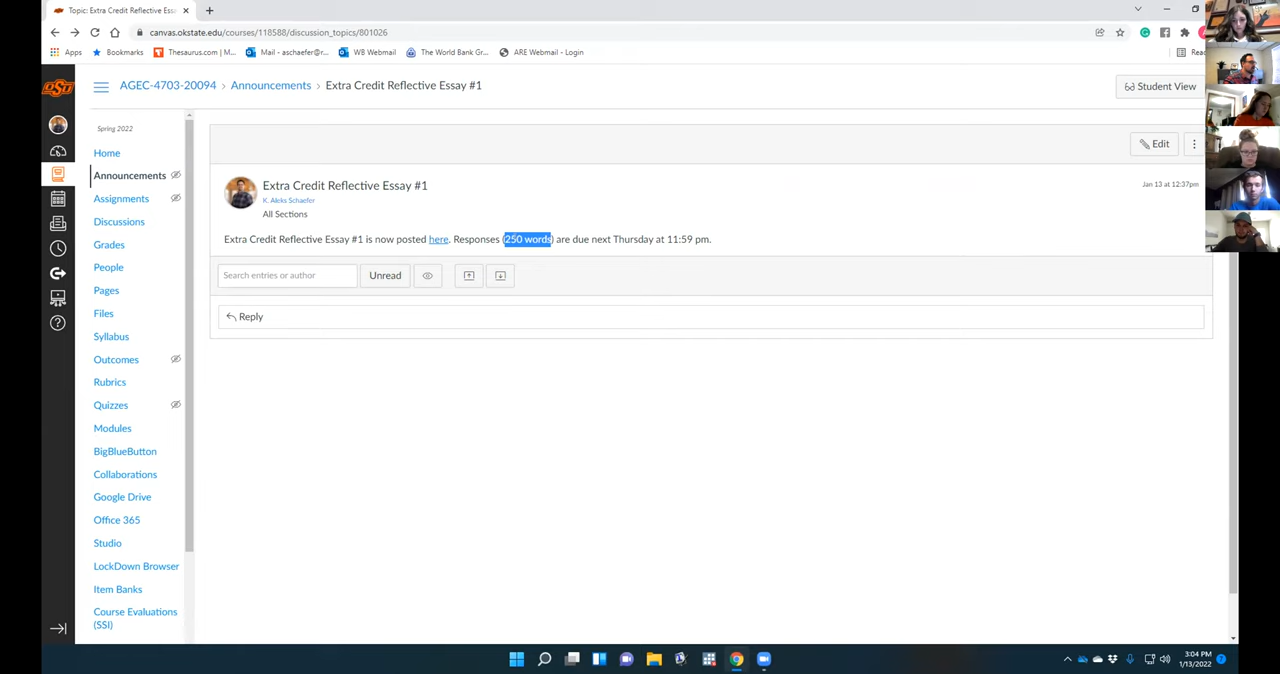 Topic: Extra Credit Reflective Ess
canvas.okstate.edu/courses/118588/discussion_topics/801026
Apps Bookmarks Thesaurus.com | M... Mail - aschaefer@r... WB Webmail The World Bank Gr... ARE Webmail - Login
AGEC-4703-20094 › Announcements › Extra Credit Reflective Essay #1
Student View
Spring 2022
Home
Announcements
Assignments
Discussions
Grades
People
Pages
Files
Syllabus
Outcomes
Rubrics
Quizzes
Modules
BigBlueButton
Collaborations
Google Drive
Office 365
Studio
LockDown Browser
Item Banks
Course Evaluations
(SSI)
Edit
Extra Credit Reflective Essay #1
Jan 13 at 12:37pm
K. Aleks Schaefer
All Sections
Extra Credit Reflective Essay #1 is now posted here. Responses (250 words) are due next Thursday at 11:59 pm.
Search entries or author
Unread
Reply
3:04 PM
1/13/2022